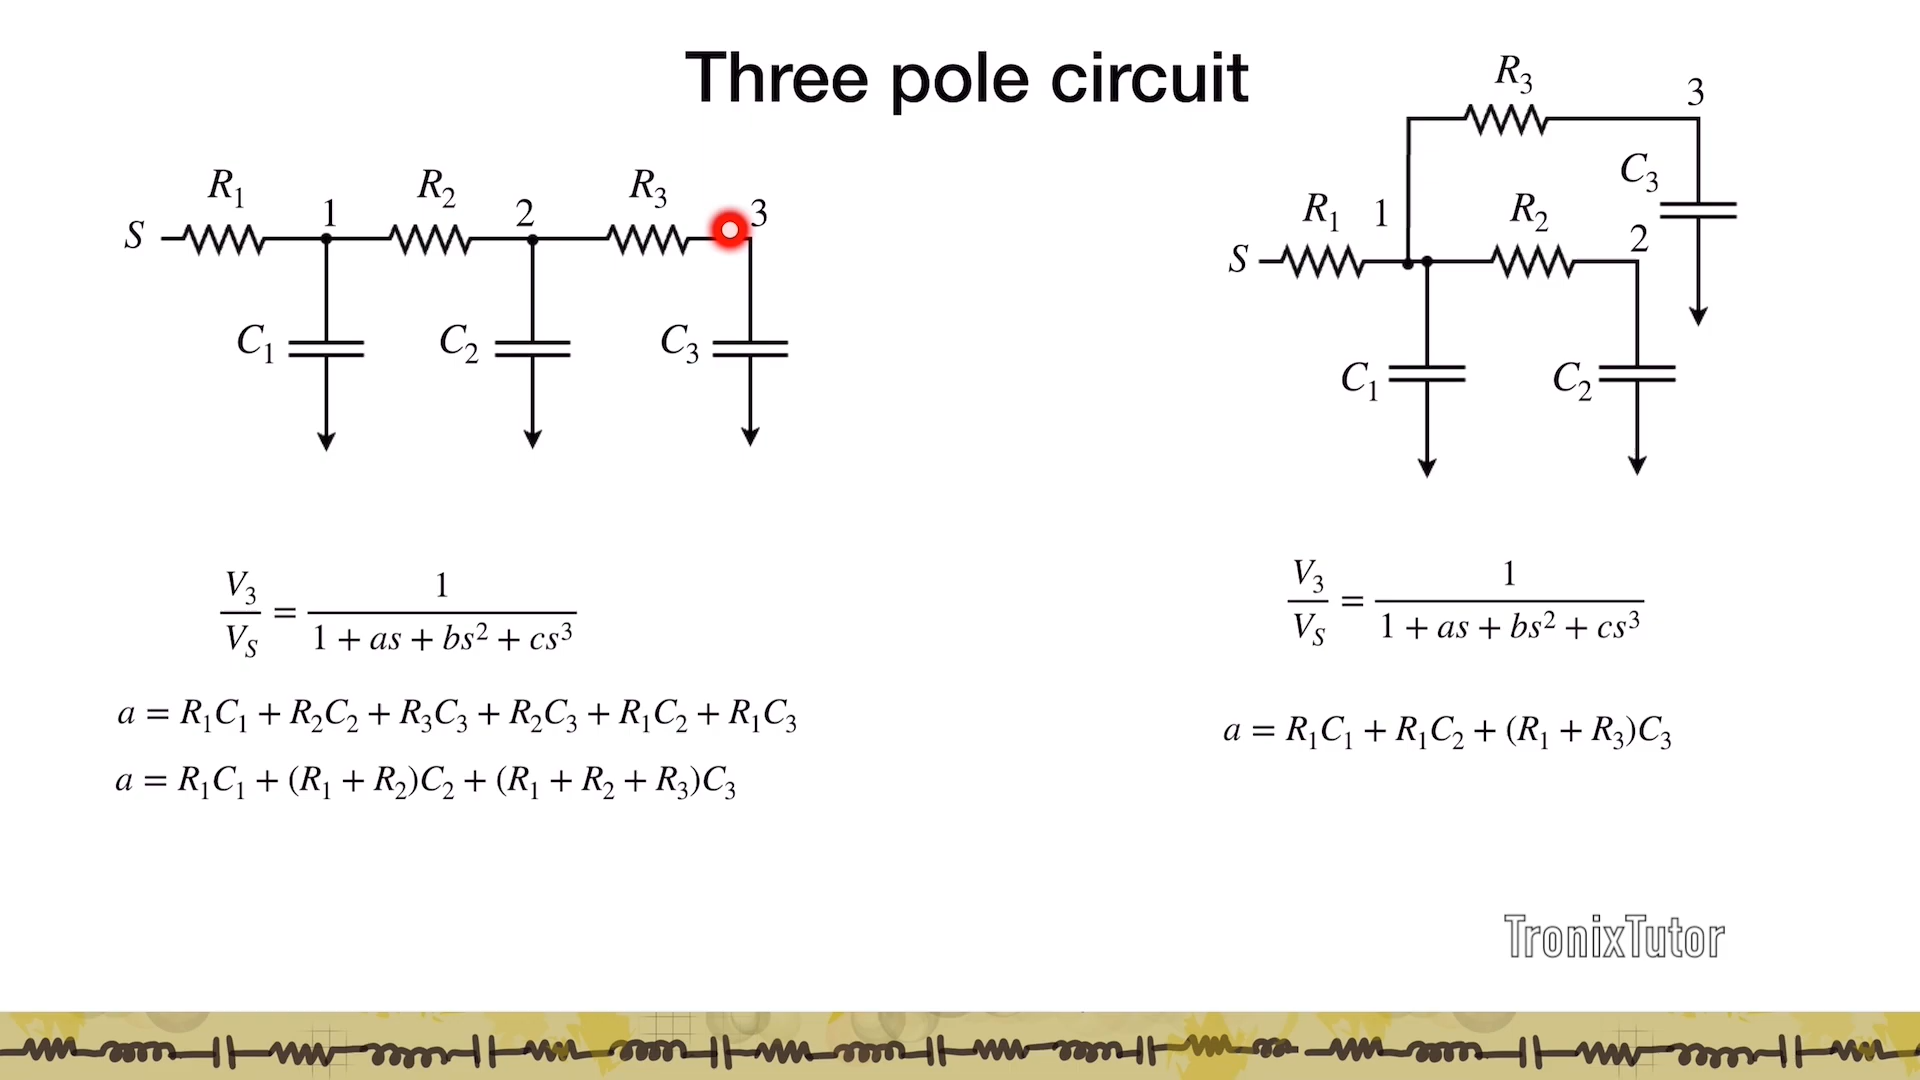 Three pole circuit
R₁
1
R₂
2
R₃
3
S
C₁
C₂
C₃
R₃
3
C₃
R₁
1
R₂
2
S
C₁
C₂
V₃/V_S = 1/(1 + as + bs² + cs³)
a = R₁C₁ + R₂C₂ + R₃C₃ + R₂C₃ + R₁C₂ + R₁C₃
a = R₁C₁ + (R₁ + R₂)C₂ + (R₁ + R₂ + R₃)C₃
V₃/V_S = 1/(1 + as + bs² + cs³)
a = R₁C₁ + R₁C₂ + (R₁ + R₃)C₃
TronixTutor